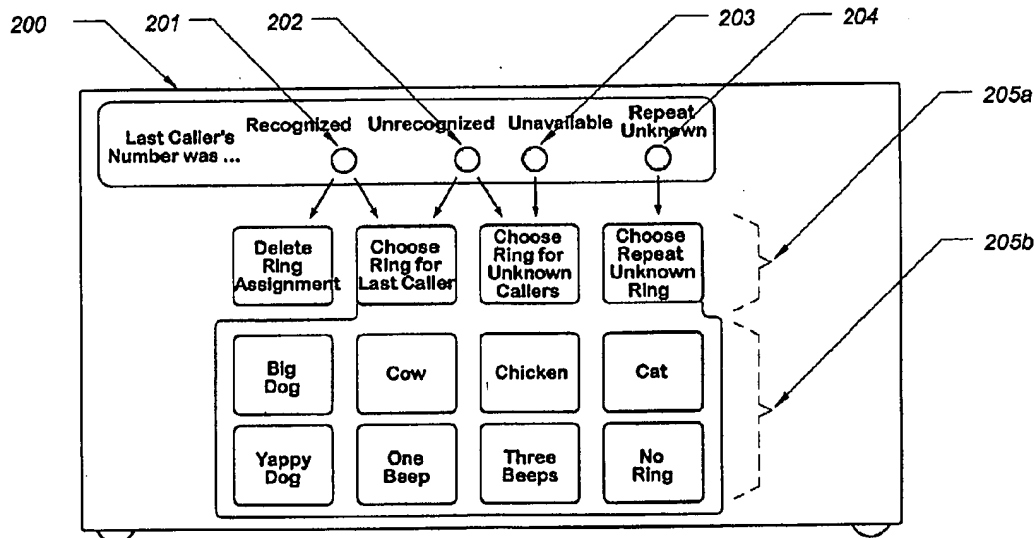 200
201
202
203
204
205a
205b
Last Caller's
Number was ...
Recognized
Unrecognized
Unavailable
Repeat
Unknown
Delete
Ring
Assignment
Choose
Ring for
Last Caller
Choose
Ring for
Unknown
Callers
Choose
Repeat
Unknown
Ring
Big
Dog
Cow
Chicken
Cat
Yappy
Dog
One
Beep
Three
Beeps
No
Ring